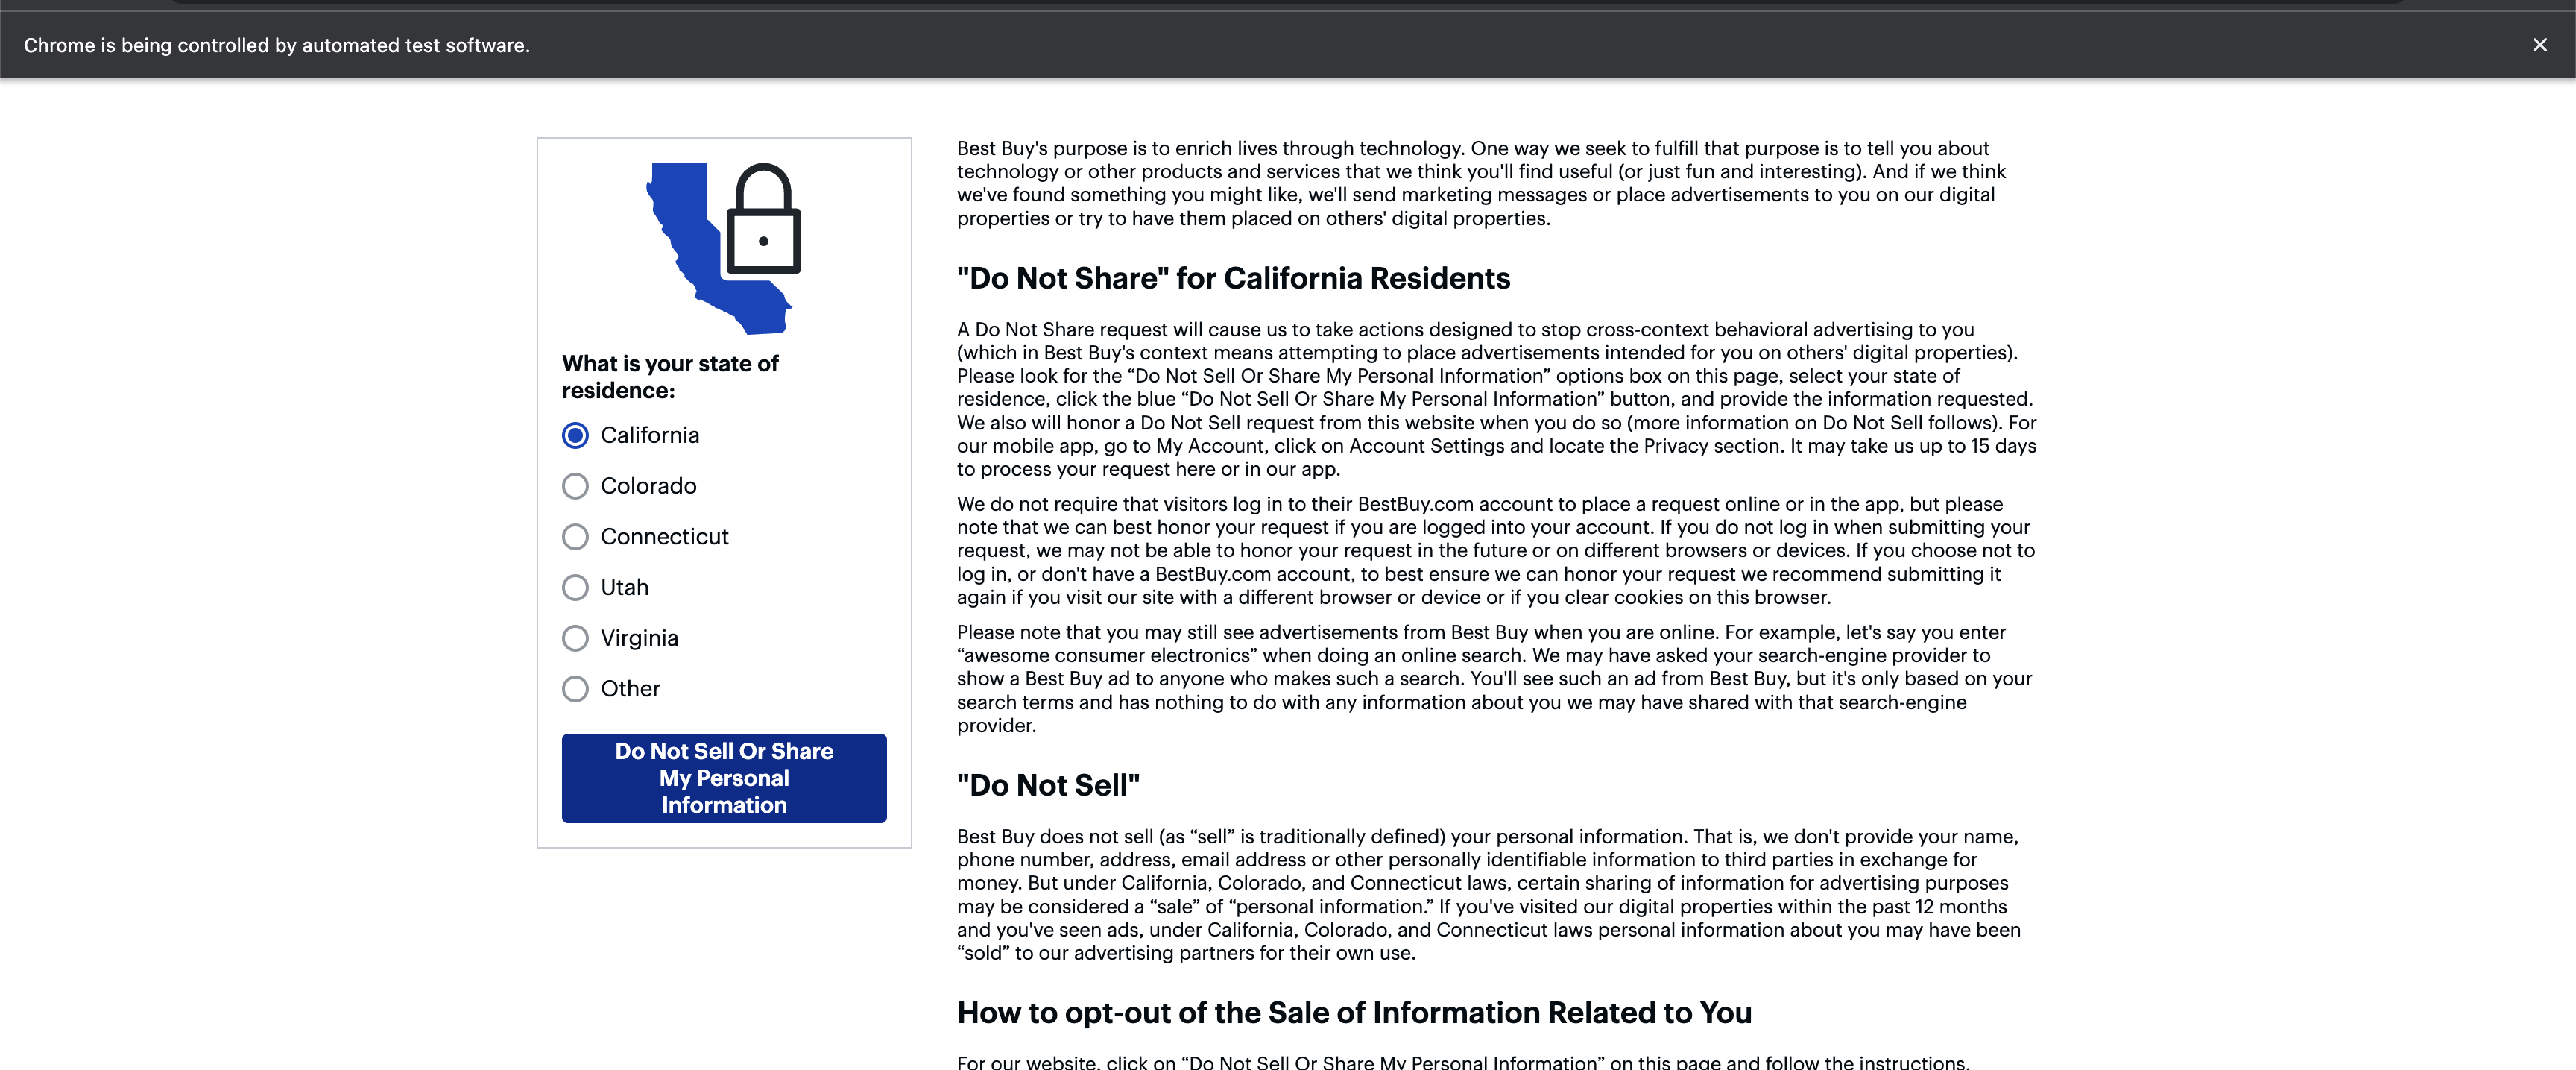 Chrome is being controlled by automated test software.
What is your state of
residence:
California
Colorado
Connecticut
Utah
Virginia
Other
Do Not Sell Or Share
My Personal
Information
Best Buy's purpose is to enrich lives through technology. One way we seek to fulfill that purpose is to tell you about
technology or other products and services that we think you'll find useful (or just fun and interesting). And if we think
we've found something you might like, we'll send marketing messages or place advertisements to you on our digital
properties or try to have them placed on others' digital properties.
"Do Not Share" for California Residents
A Do Not Share request will cause us to take actions designed to stop cross-context behavioral advertising to you
(which in Best Buy's context means attempting to place advertisements intended for you on others' digital properties).
Please look for the “Do Not Sell Or Share My Personal Information” options box on this page, select your state of
residence, click the blue “Do Not Sell Or Share My Personal Information” button, and provide the information requested.
We also will honor a Do Not Sell request from this website when you do so (more information on Do Not Sell follows). For
our mobile app, go to My Account, click on Account Settings and locate the Privacy section. It may take us up to 15 days
to process your request here or in our app.
We do not require that visitors log in to their BestBuy.com account to place a request online or in the app, but please
note that we can best honor your request if you are logged into your account. If you do not log in when submitting your
request, we may not be able to honor your request in the future or on different browsers or devices. If you choose not to
log in, or don't have a BestBuy.com account, to best ensure we can honor your request we recommend submitting it
again if you visit our site with a different browser or device or if you clear cookies on this browser.
Please note that you may still see advertisements from Best Buy when you are online. For example, let's say you enter
“awesome consumer electronics” when doing an online search. We may have asked your search-engine provider to
show a Best Buy ad to anyone who makes such a search. You'll see such an ad from Best Buy, but it's only based on your
search terms and has nothing to do with any information about you we may have shared with that search-engine
provider.
"Do Not Sell"
Best Buy does not sell (as “sell” is traditionally defined) your personal information. That is, we don't provide your name,
phone number, address, email address or other personally identifiable information to third parties in exchange for
money. But under California, Colorado, and Connecticut laws, certain sharing of information for advertising purposes
may be considered a “sale” of “personal information.” If you've visited our digital properties within the past 12 months
and you've seen ads, under California, Colorado, and Connecticut laws personal information about you may have been
“sold” to our advertising partners for their own use.
How to opt-out of the Sale of Information Related to You
For our website, click on “Do Not Sell Or Share My Personal Information” on this page and follow the instructions.